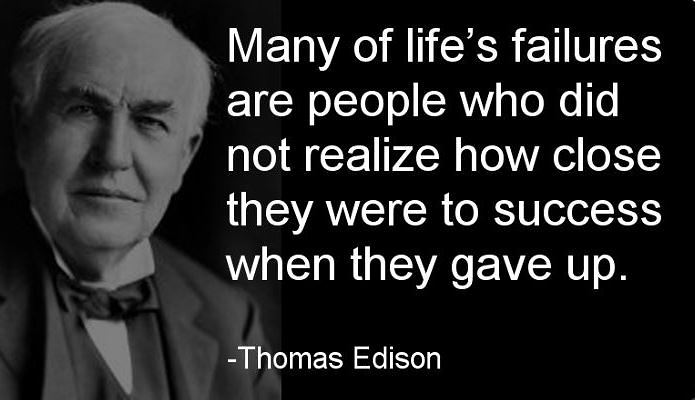 Many of life’s failures
are people who did
not realize how close
they were to success
when they gave up.
-Thomas Edison